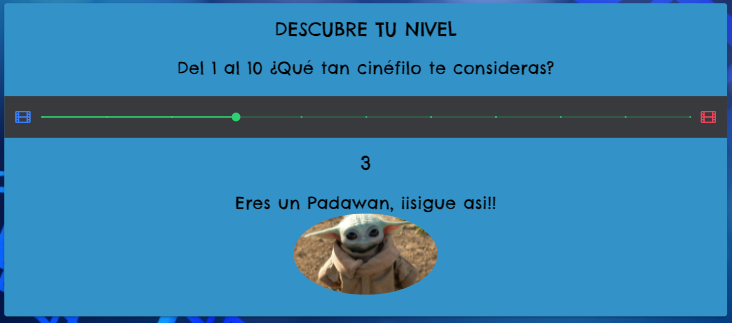 DESCUBRE TU NIVEL
Del 1 al 10 ¿Qué tan cinéfilo te consideras?
3
Eres un Padawan, ¡¡sigue asi!!